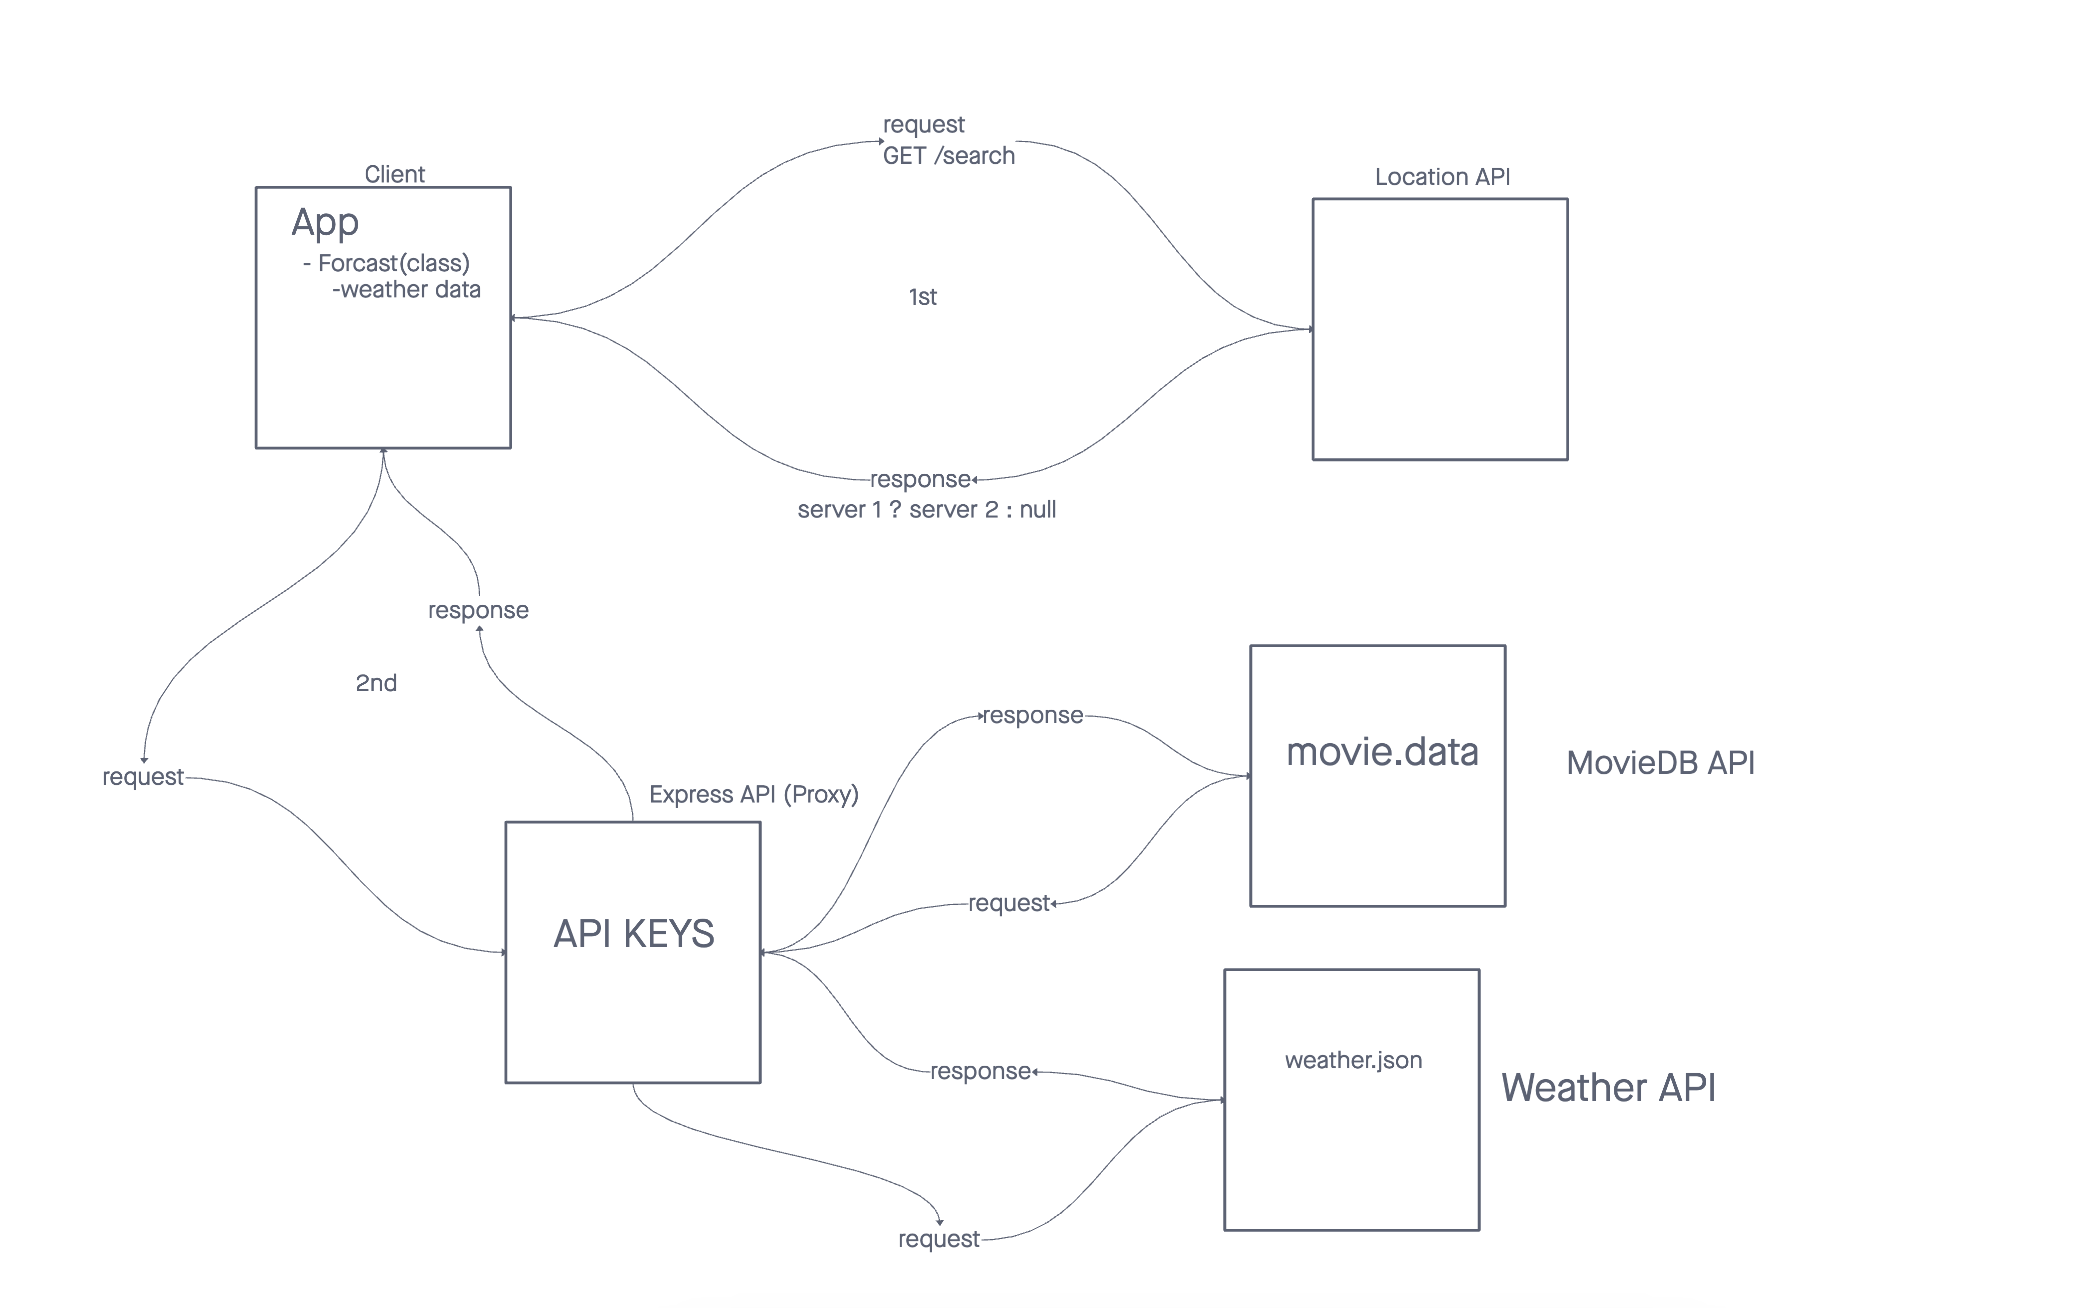 request
GET /search
Client
Location API
App
- Forcast(class)
-weather data
1st
response
server 1 ? server 2 : null
response
2nd
request
Express API (Proxy)
API KEYS
response
movie.data
MovieDB API
request
response
weather.json
Weather API
request